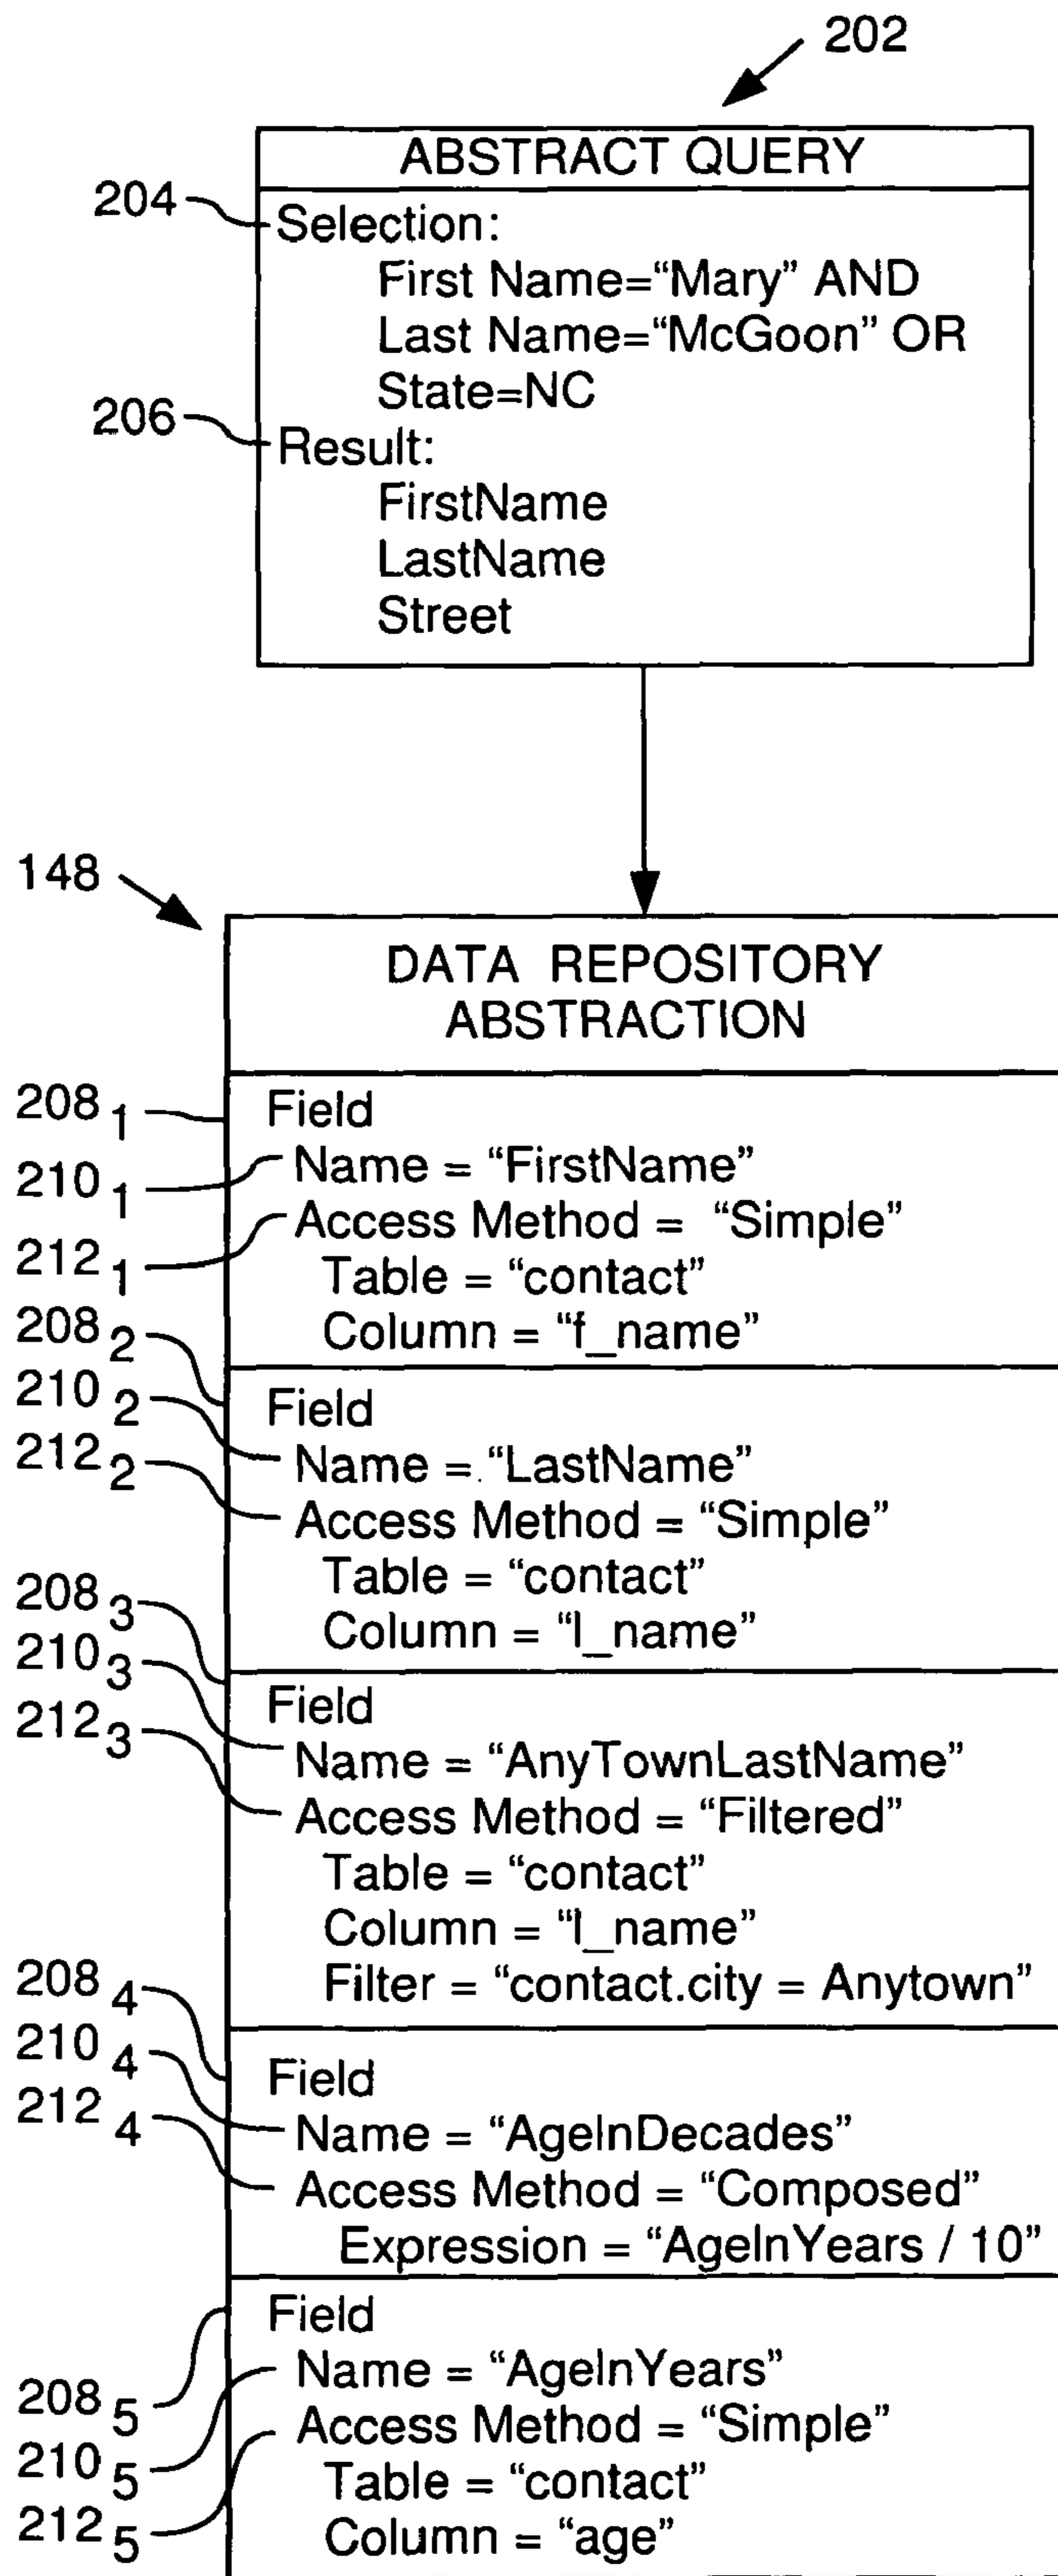 202
ABSTRACT QUERY
204
Selection:
First Name=“Mary” AND
Last Name=“McGoon” OR
State=NC
206
Result:
FirstName
LastName
Street
148
DATA REPOSITORY
ABSTRACTION
208 1
Field
210 1
Name = “FirstName”
Access Method = “Simple”
212 1
Table = “contact”
Column = “f_name”
208 2
210 2
Field
212 2
Name = “LastName”
Access Method = “Simple”
Table = “contact”
208 3
Column = “l_name”
210 3
Field
212 3
Name = “AnyTownLastName”
Access Method = “Filtered”
Table = “contact”
Column = “l_name”
208 4
Filter = “contact.city = Anytown”
210 4
Field
212 4
Name = “AgeInDecades”
Access Method = “Composed”
Expression = “AgeInYears / 10”
Field
Name = “AgeInYears”
208 5
Access Method = “Simple”
210 5
Table = “contact”
212 5
Column = “age”